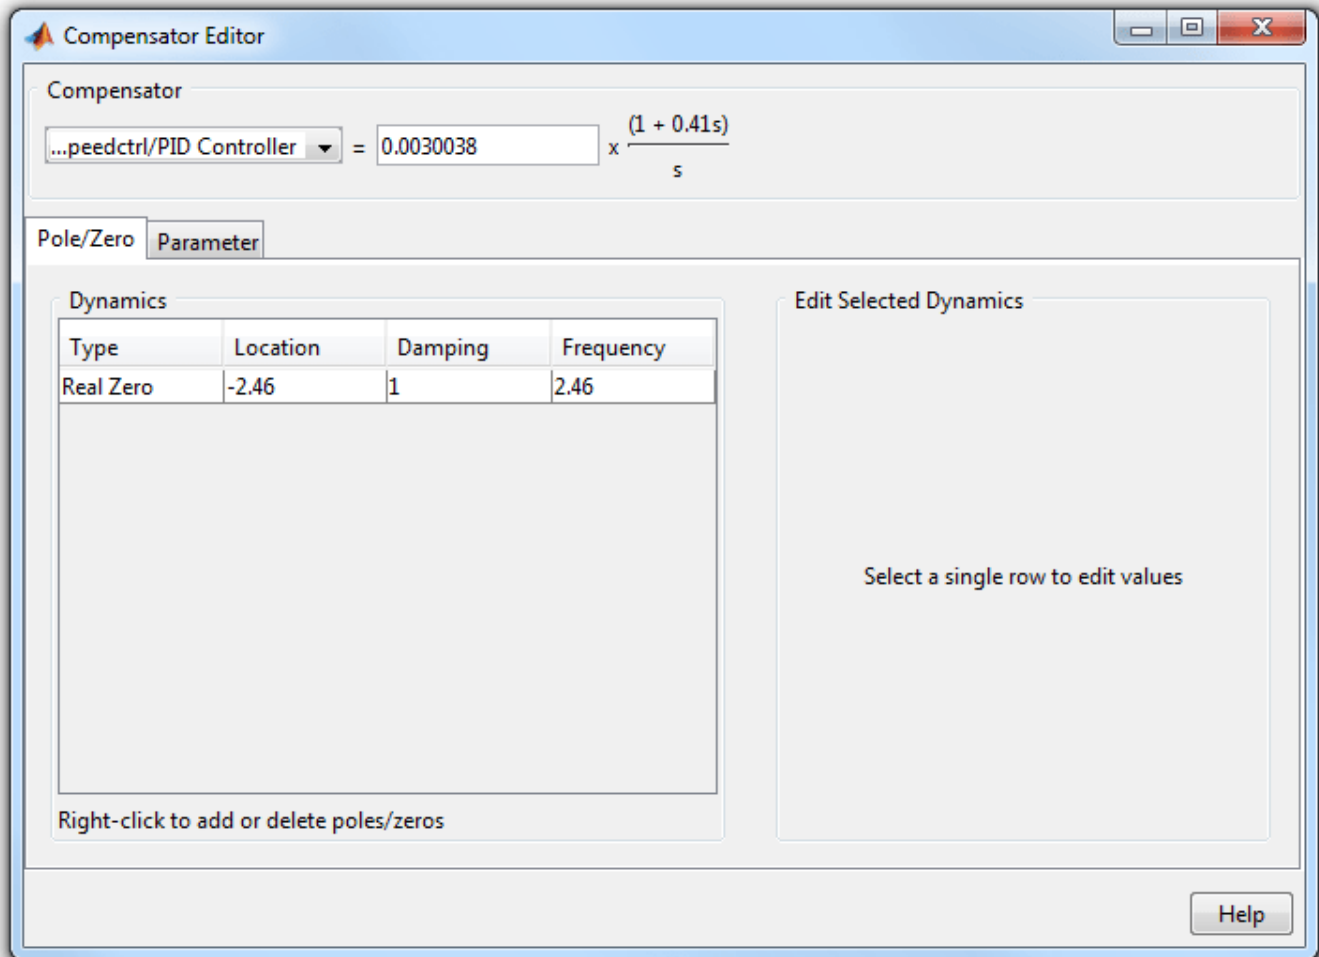 Compensator Editor
Compensator
...peedctrl/PID Controller = 0.0030038 x (1 + 0.41s)
s
Pole/Zero Parameter
Dynamics
Edit Selected Dynamics
Type Location Damping Frequency
Real Zero -2.46 1 2.46
Select a single row to edit values
Right-click to add or delete poles/zeros
Help